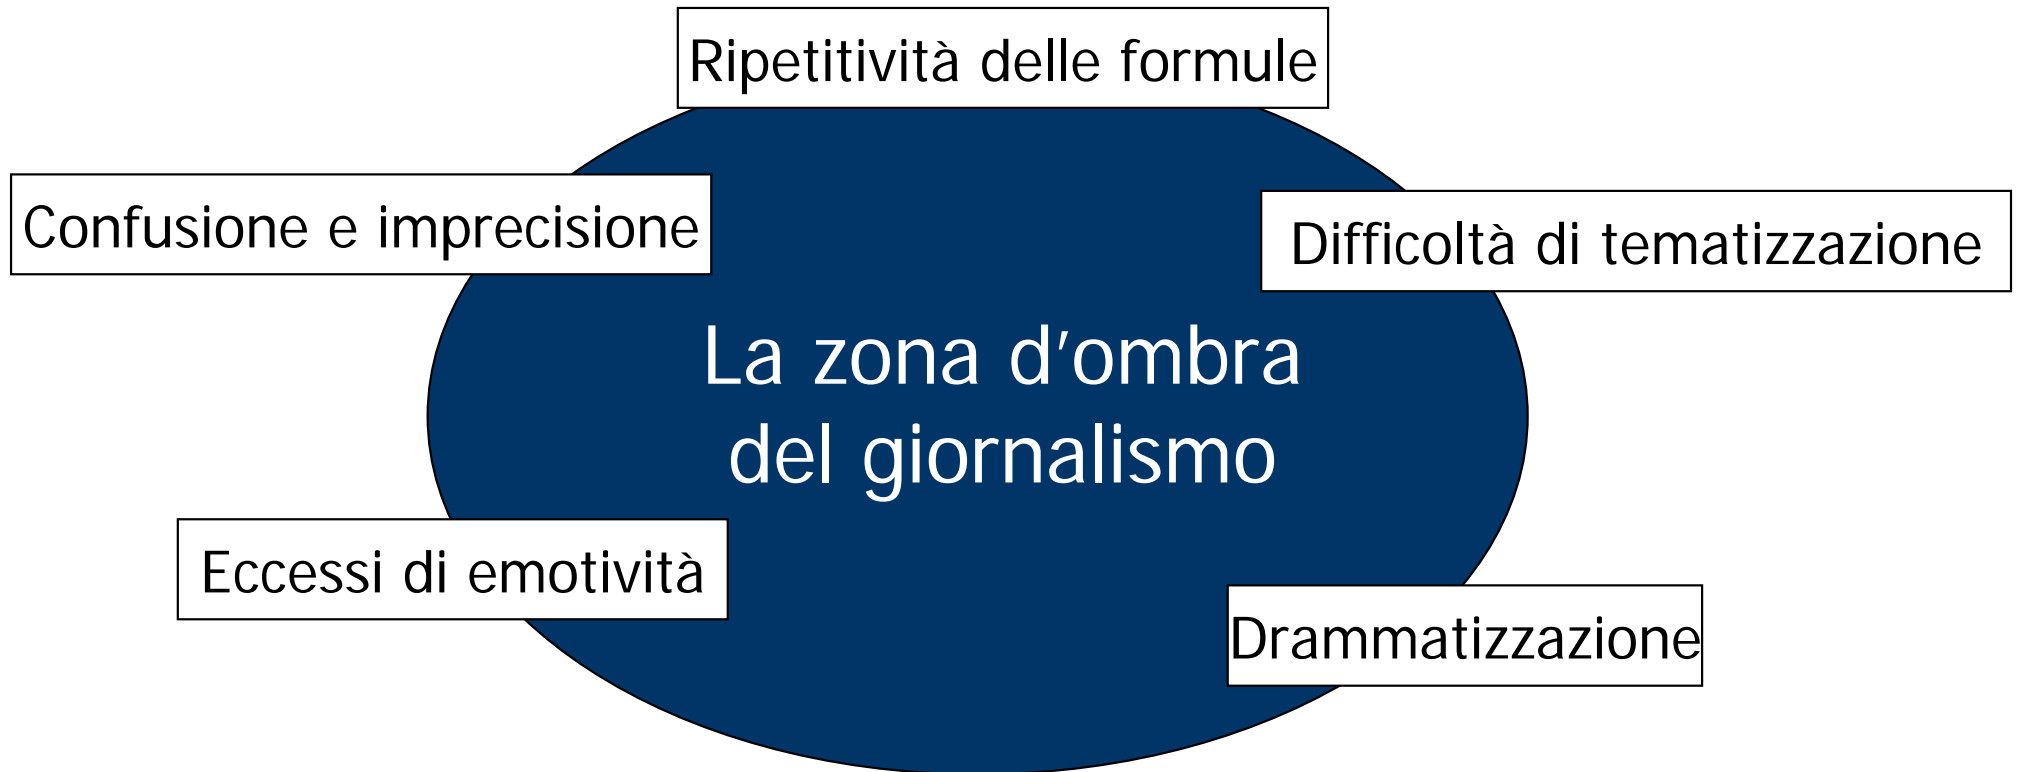 Ripetitività delle formule
Confusione e imprecisione
Difficoltà di tematizzazione
La zona d'ombra
del giornalismo
Eccessi di emotività
Drammatizzazione